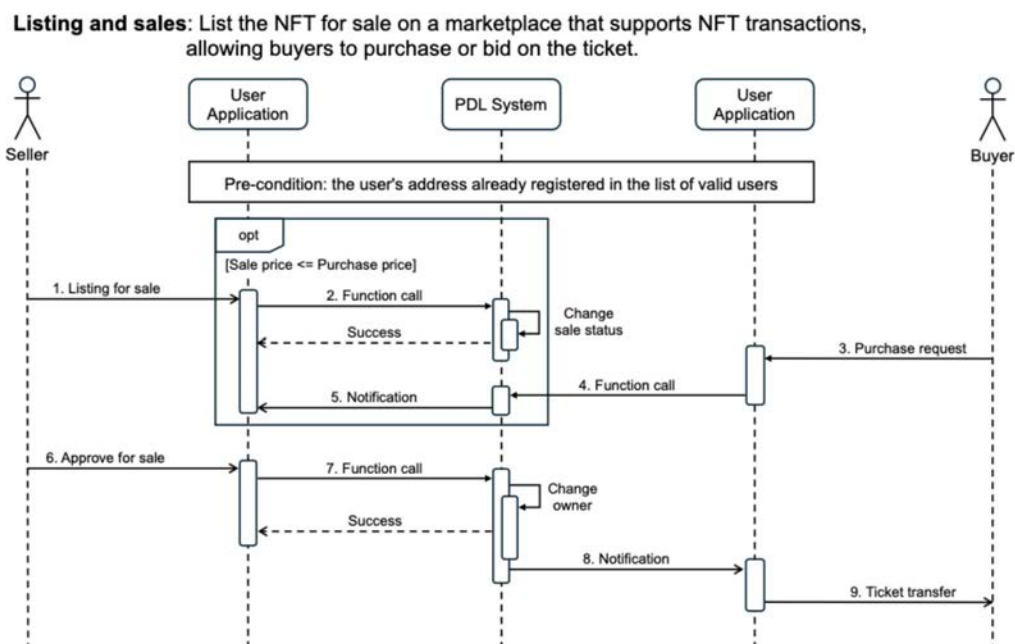 Listing and sales: List the NFT for sale on a marketplace that supports NFT transactions,
allowing buyers to purchase or bid on the ticket.
User
Application
PDL System
User
Application
Seller
Buyer
Pre-condition: the user's address already registered in the list of valid users
opt
[Sale price <= Purchase price]
1. Listing for sale
2. Function call
Change
sale status
Success
3. Purchase request
4. Function call
5. Notification
6. Approve for sale
7. Function call
Change
owner
Success
8. Notification
9. Ticket transfer